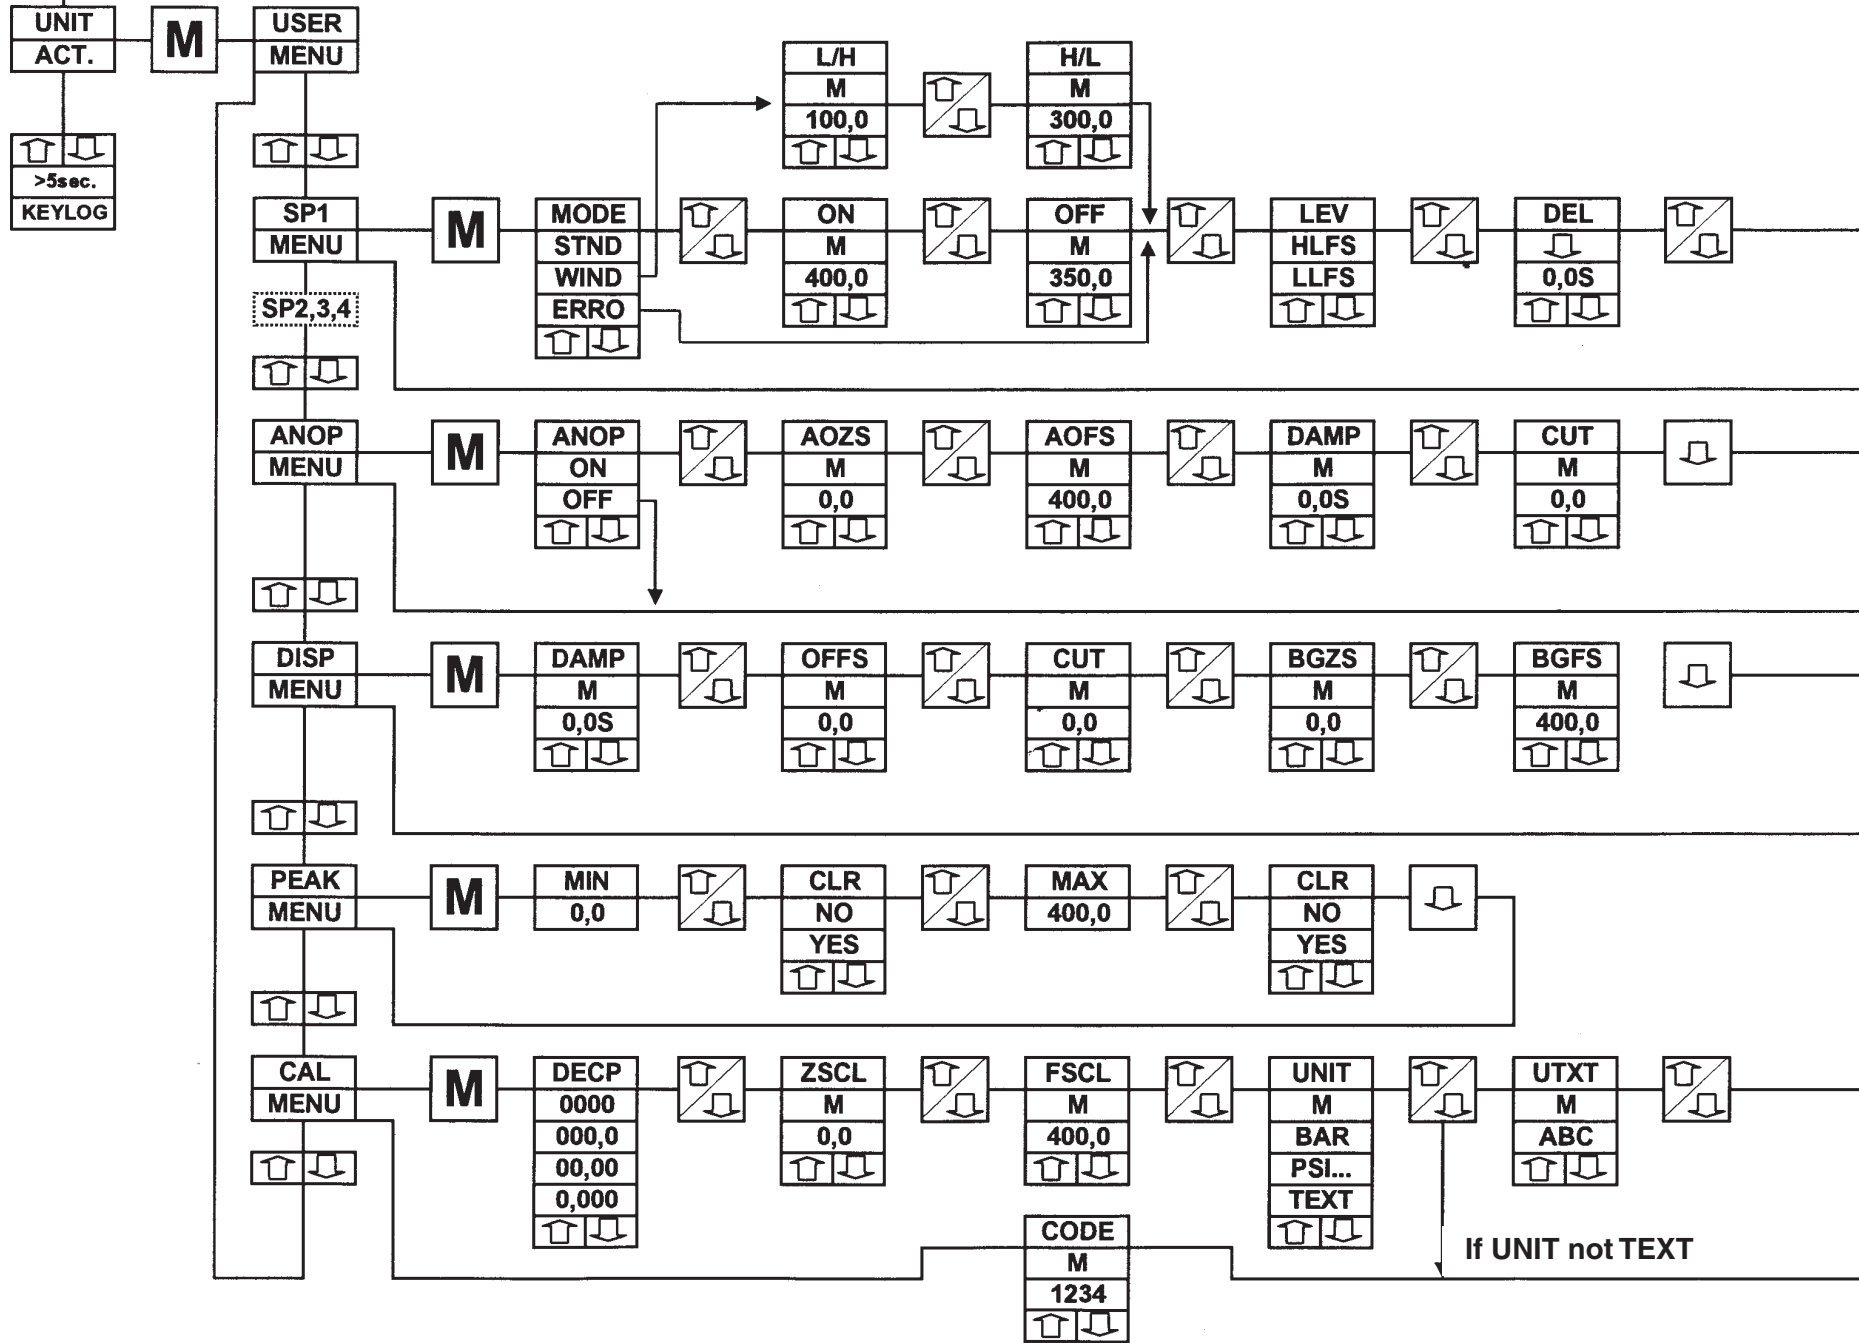 UNIT
ACT.
M
USER
MENU
>5sec.
KEYLOG
L/H
M
100,0
H/L
M
300,0
SP1
MENU
M
MODE
STND
WIND
ERRO
ON
M
400,0
OFF
M
350,0
LEV
HLFS
LLFS
DEL
0,0S
SP2,3,4
ANOP
MENU
M
ANOP
ON
OFF
AOZS
M
0,0
AOFS
M
400,0
DAMP
M
0,0S
CUT
M
0,0
DISP
MENU
M
DAMP
M
0,0S
OFFS
M
0,0
CUT
M
0,0
BGZS
M
0,0
BGFS
M
400,0
PEAK
MENU
M
MIN
0,0
CLR
NO
YES
MAX
400,0
CLR
NO
YES
CAL
MENU
M
DECP
0000
000,0
00,00
0,000
ZSCL
M
0,0
FSCL
M
400,0
UNIT
M
BAR
PSI...
TEXT
UTXT
M
ABC
If UNIT not TEXT
CODE
M
1234